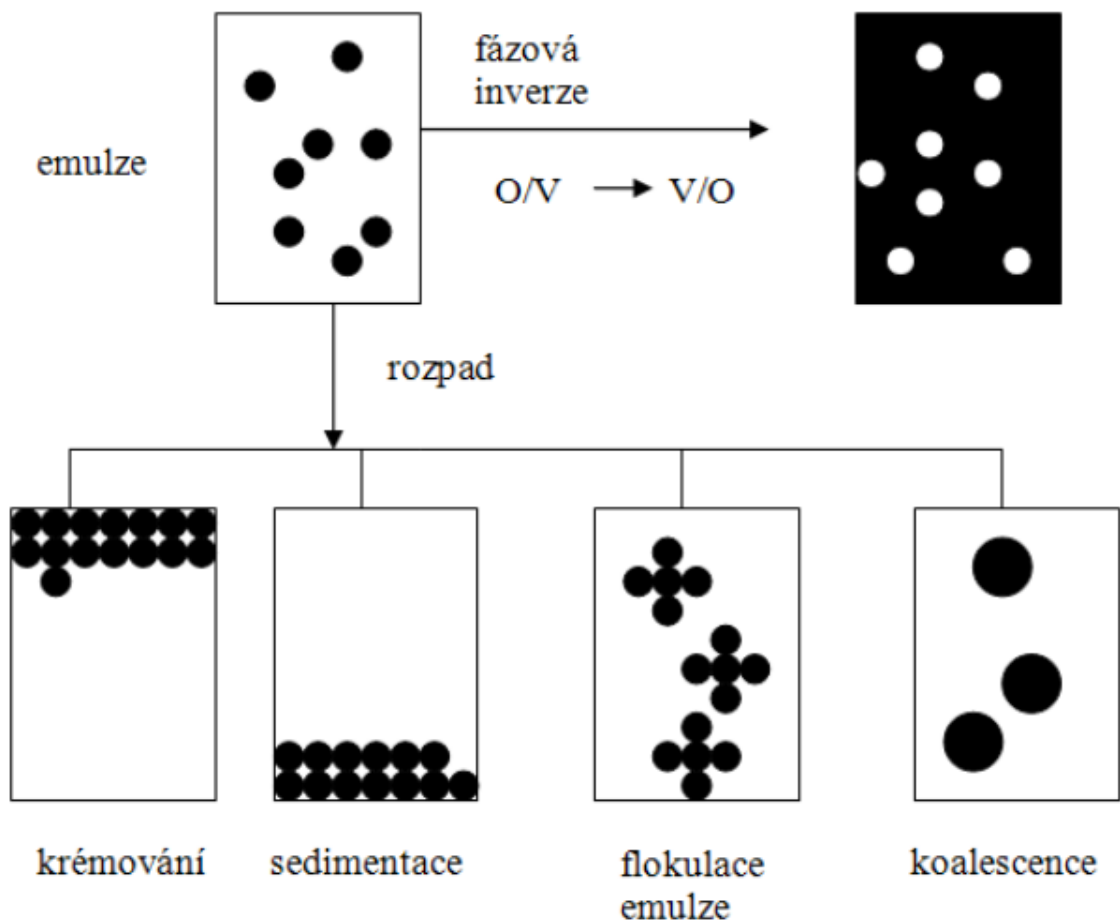 fázová
inverze
emulze
O/V → V/O
rozpad
krémování
sedimentace
flokulace
emulze
koalescence